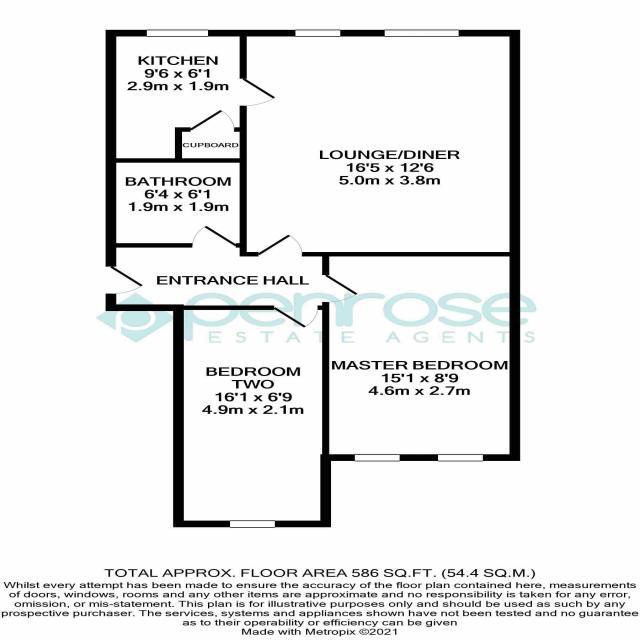 KITCHEN
9'6 x 6'1
2.9m x 1.9m
CUPBOARD
LOUNGE/DINER
16'5 x 12'6
5.0m x 3.8m
BATHROOM
6'4 x 6'1
1.9m x 1.9m
ENTRANCE HALL
penrose
ESTATE AGENTS
MASTER BEDROOM
15'1 x 8'9
4.6m x 2.7m
BEDROOM
TWO
16'1 x 6'9
4.9m x 2.1m
TOTAL APPROX. FLOOR AREA 586 SQ.FT. (54.4 SQ.M.)
Whilst every attempt has been made to ensure the accuracy of the floor plan contained here, measurements
of doors, windows, rooms and any other items are approximate and no responsibility is taken for any error,
omission, or mis-statement. This plan is for illustrative purposes only and should be used as such by any
prospective purchaser. The services, systems and appliances shown have not been tested and no guarantee
as to their operability or efficiency can be given
Made with Metropix ©2021